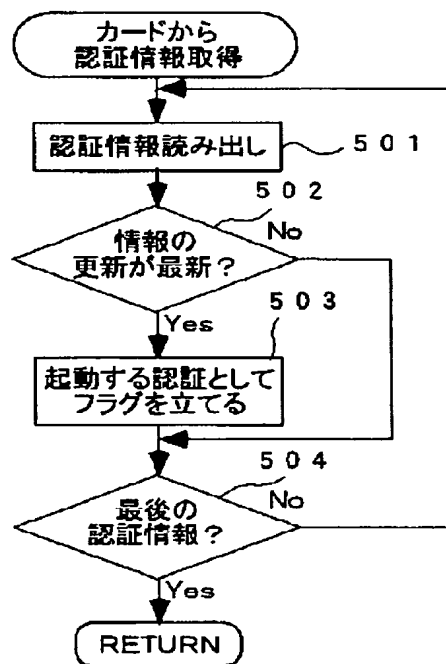 カードから
認証情報取得
認証情報読み出し
５０１
５０２
情報の
更新が最新？
No
Yes
５０３
起動する認証として
フラグを立てる
５０４
最後の
認証情報？
No
Yes
RETURN